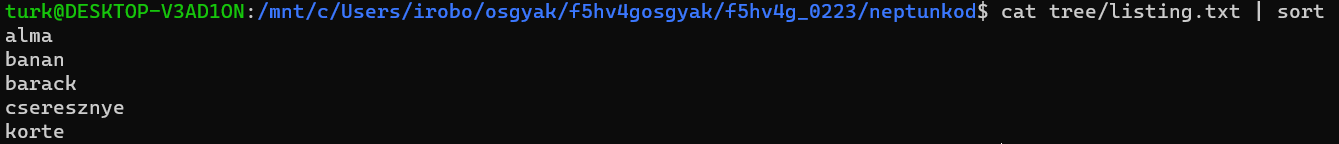 turk@DESKTOP-V3AD1ON:/mnt/c/Users/irobo/osgyak/f5hv4gosgyak/f5hv4g_0223/neptunkod$ cat tree/listing.txt | sort
alma
banan
barack
cseresznye
korte